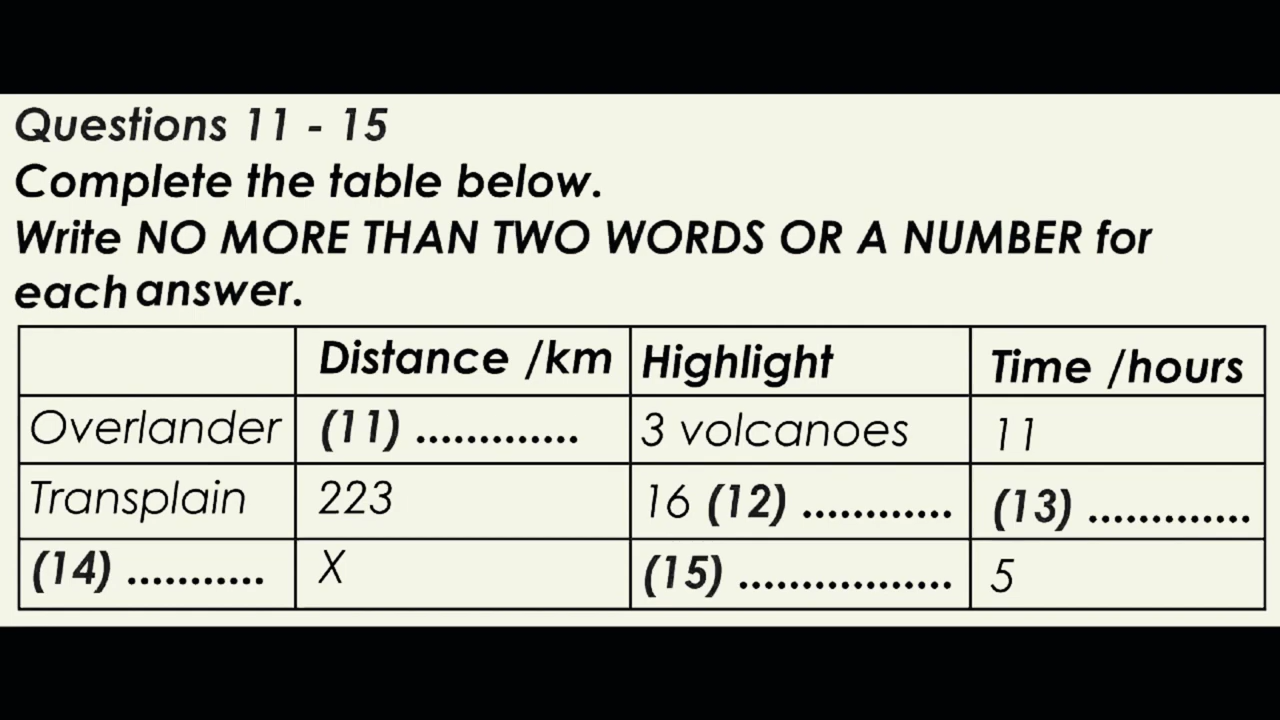 Questions 11 - 15
Complete the table below.
Write NO MORE THAN TWO WORDS OR A NUMBER for
each answer.
Distance /km Highlight Time /hours
Overlander (11) ............. 3 volcanoes 11
Transplain 223 16 (12) ............ (13) .............
(14) ........... X (15) ................. 5